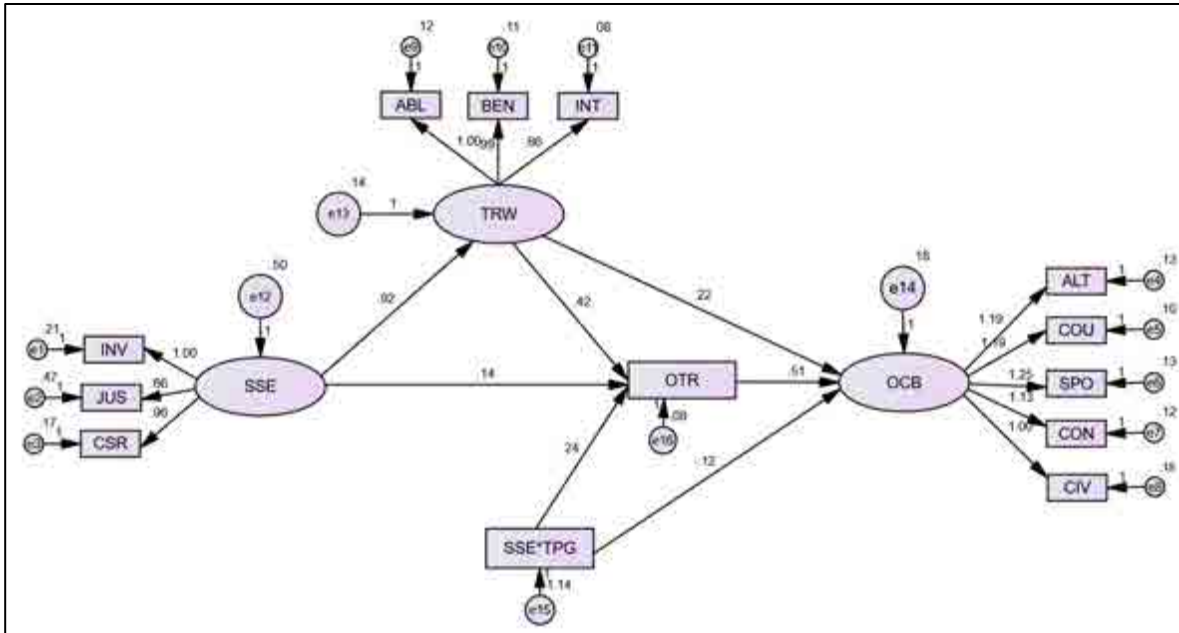 .12 .11 .08
e9 e10 e11
1 1 1
ABL BEN INT
1.00 .99 .86
.14
e13 1 TRW
.50
e12
1
.92 .42 .22
.18
e14
1
.21
e1 1 INV 1.00
.47
e2 1 JUS .66
.17
e3 1 CSR .96
SSE .14 OTR .51 OCB
1 .08
e16
.24 .12
SSE*TPG
1 1.14
e15
1.19 ALT 1 e4 .13
1.19 COU 1 e5 .10
1.25 SPO 1 e6 .13
1.13 CON 1 e7 .12
1.00 CIV 1 e8 .18